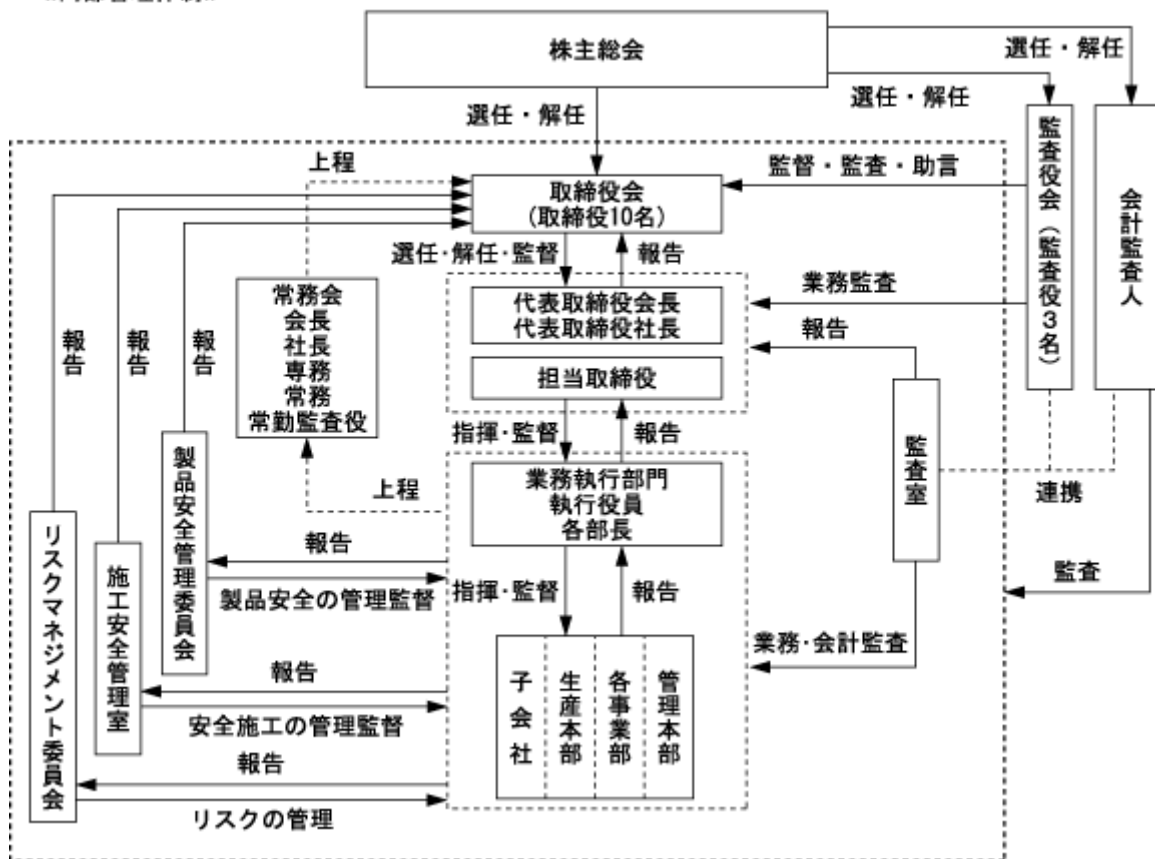 株主総会
選任・解任
選任・解任
選任・解任
監査役会（監査役３名）
会計監査人
上程
監督・監査・助言
取締役会
(取締役10名)
選任・解任・監督
報告
常務会
会長
社長
専務
常務
常勤監査役
代表取締役会長
代表取締役社長
担当取締役
業務監査
報告
報告
報告
報告
指揮・監督
報告
監査室
連携
監査
上程
業務執行部門
執行役員
各部長
製品安全管理委員会
報告
製品安全の管理監督
指揮・監督
報告
施工安全管理室
リスクマネジメント委員会
業務・会計監査
子会社
生産本部
各事業部
管理本部
報告
安全施工の管理監督
報告
リスクの管理